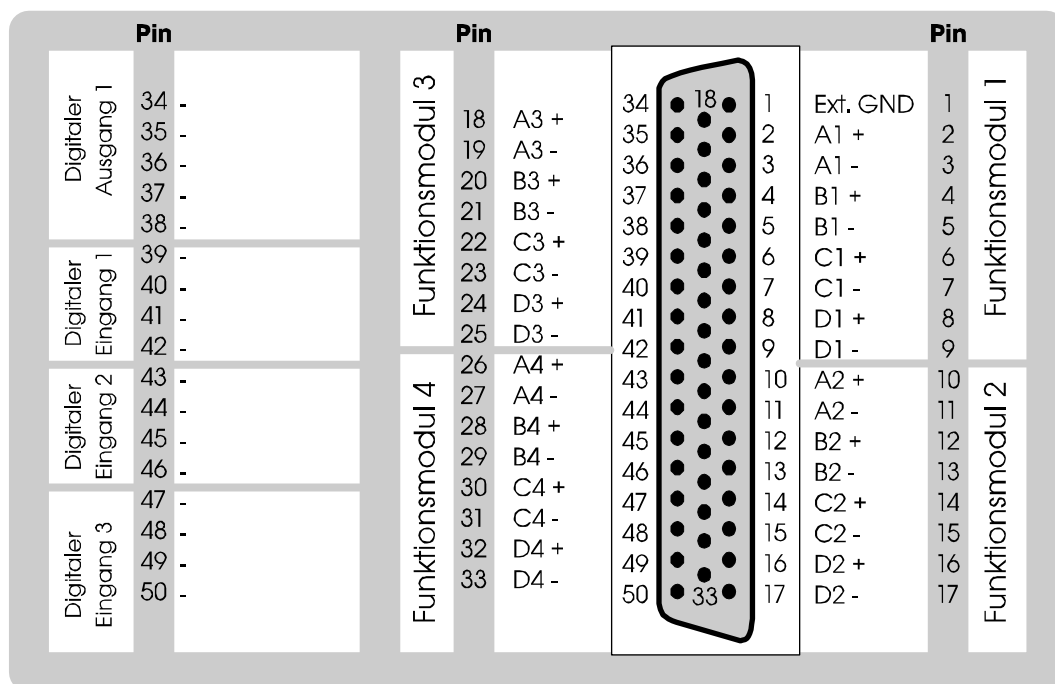 Pin Pin Pin
Digitaler
Ausgang 1
34 -
35 -
36 -
37 -
38 -
Digitaler
Eingang 1
39 -
40 -
41 -
42 -
Digitaler
Eingang 2
43 -
44 -
45 -
46 -
Digitaler
Eingang 3
47 -
48 -
49 -
50 -
Funktionsmodul 3
18 A3 +
19 A3 -
20 B3 +
21 B3 -
22 C3 +
23 C3 -
24 D3 +
25 D3 -
Funktionsmodul 4
26 A4 +
27 A4 -
28 B4 +
29 B4 -
30 C4 +
31 C4 -
32 D4 +
33 D4 -
34 18 1
35 2
36 3
37 4
38 5
39 6
40 7
41 8
42 9
43 10
44 11
45 12
46 13
47 14
48 15
49 16
50 33 17
Ext. GND 1
A1 + 2
A1 - 3
B1 + 4
B1 - 5
C1 + 6
C1 - 7
D1 + 8
D1 - 9
Funktionsmodul 1
A2 + 10
A2 - 11
B2 + 12
B2 - 13
C2 + 14
C2 - 15
D2 + 16
D2 - 17
Funktionsmodul 2